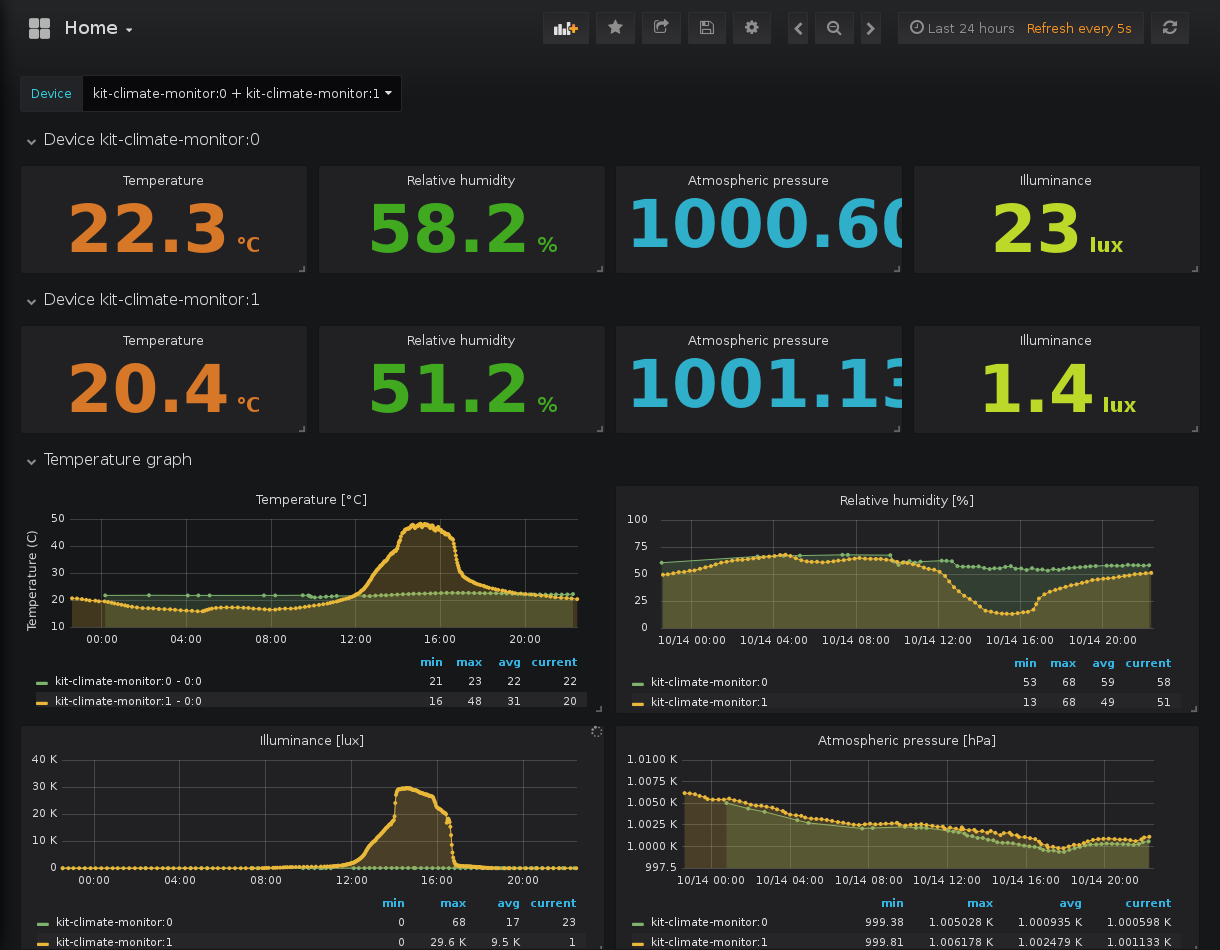 Home
Last 24 hours Refresh every 5s
Device kit-climate-monitor:0 + kit-climate-monitor:1
Device kit-climate-monitor:0
Temperature Relative humidity Atmospheric pressure Illuminance
22.3 °C 58.2 % 1000.60 23 lux
Device kit-climate-monitor:1
Temperature Relative humidity Atmospheric pressure Illuminance
20.4 °C 51.2 % 1001.13 1.4 lux
Temperature graph
Temperature [°C]
Temperature (C)
50
40
30
20
10
00:00 04:00 08:00 12:00 16:00 20:00
min max avg current
kit-climate-monitor:0 - 0:0 21 23 22 22
kit-climate-monitor:1 - 0:0 16 48 31 20
Relative humidity [%]
100
75
50
25
0
10/14 00:00 10/14 04:00 10/14 08:00 10/14 12:00 10/14 16:00 10/14 20:00
min max avg current
kit-climate-monitor:0 53 68 59 58
kit-climate-monitor:1 13 68 49 51
Illuminance [lux]
40 K
30 K
20 K
10 K
0
00:00 04:00 08:00 12:00 16:00 20:00
min max avg current
kit-climate-monitor:0 0 68 17 23
kit-climate-monitor:1 0 29.6 K 9.5 K 1
Atmospheric pressure [hPa]
1.0100 K
1.0075 K
1.0050 K
1.0025 K
1.0000 K
997.5
10/14 00:00 10/14 04:00 10/14 08:00 10/14 12:00 10/14 16:00 10/14 20:00
min max avg current
kit-climate-monitor:0 999.38 1.005028 K 1.000935 K 1.000598 K
kit-climate-monitor:1 999.81 1.006178 K 1.002479 K 1.001133 K